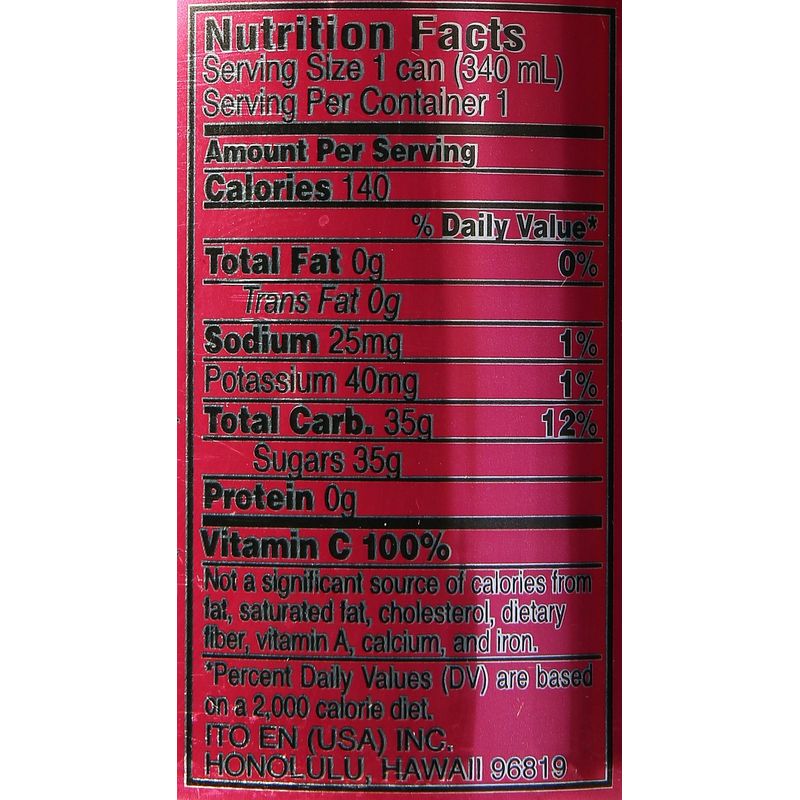 Nutrition Facts
Serving Size 1 can (340 mL)
Serving Per Container 1
Amount Per Serving
Calories 140
% Daily Value*
Total Fat 0g 0%
Trans Fat 0g
Sodium 25mg 1%
Potassium 40mg 1%
Total Carb. 35g 12%
Sugars 35g
Protein 0g
Vitamin C 100%
Not a significant source of calories from
fat, saturated fat, cholesterol, dietary
fiber, vitamin A, calcium, and iron.
*Percent Daily Values (DV) are based
on a 2,000 calorie diet.
ITO EN (USA) INC.
HONOLULU, HAWAII 96819